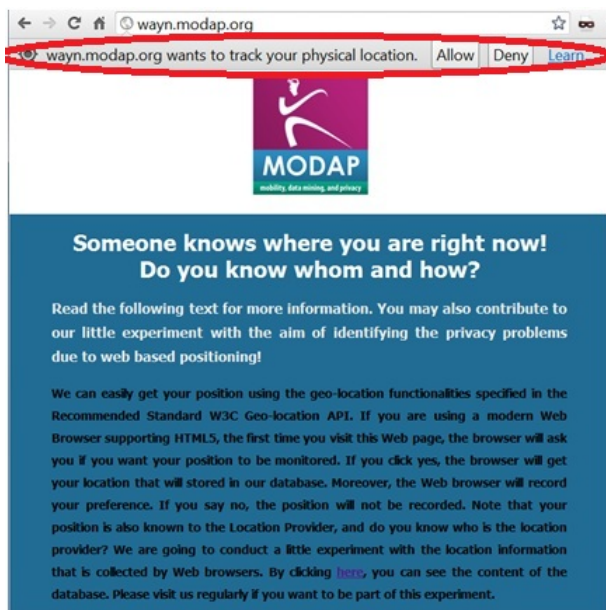 wayn.modap.org
wayn.modap.org wants to track your physical location. Allow Deny Learn
MODAP
mobility, data mining, and privacy
Someone knows where you are right now!
Do you know whom and how?
Read the following text for more information. You may also contribute to
our little experiment with the aim of identifying the privacy problems
due to web based positioning!
We can easily get your position using the geo-location functionalities specified in the
Recommended Standard W3C Geo-location API. If you are using a modern Web
Browser supporting HTML5, the first time you visit this Web page, the browser will ask
you if you want your position to be monitored. If you click yes, the browser will get
your location that will stored in our database. Moreover, the Web browser will record
your preference. If you say no, the position will not be recorded. Note that your
position is also known to the Location Provider, and do you know who is the location
provider? We are going to conduct a little experiment with the location information
that is collected by Web browsers. By clicking here, you can see the content of the
database. Please visit us regularly if you want to be part of this experiment.